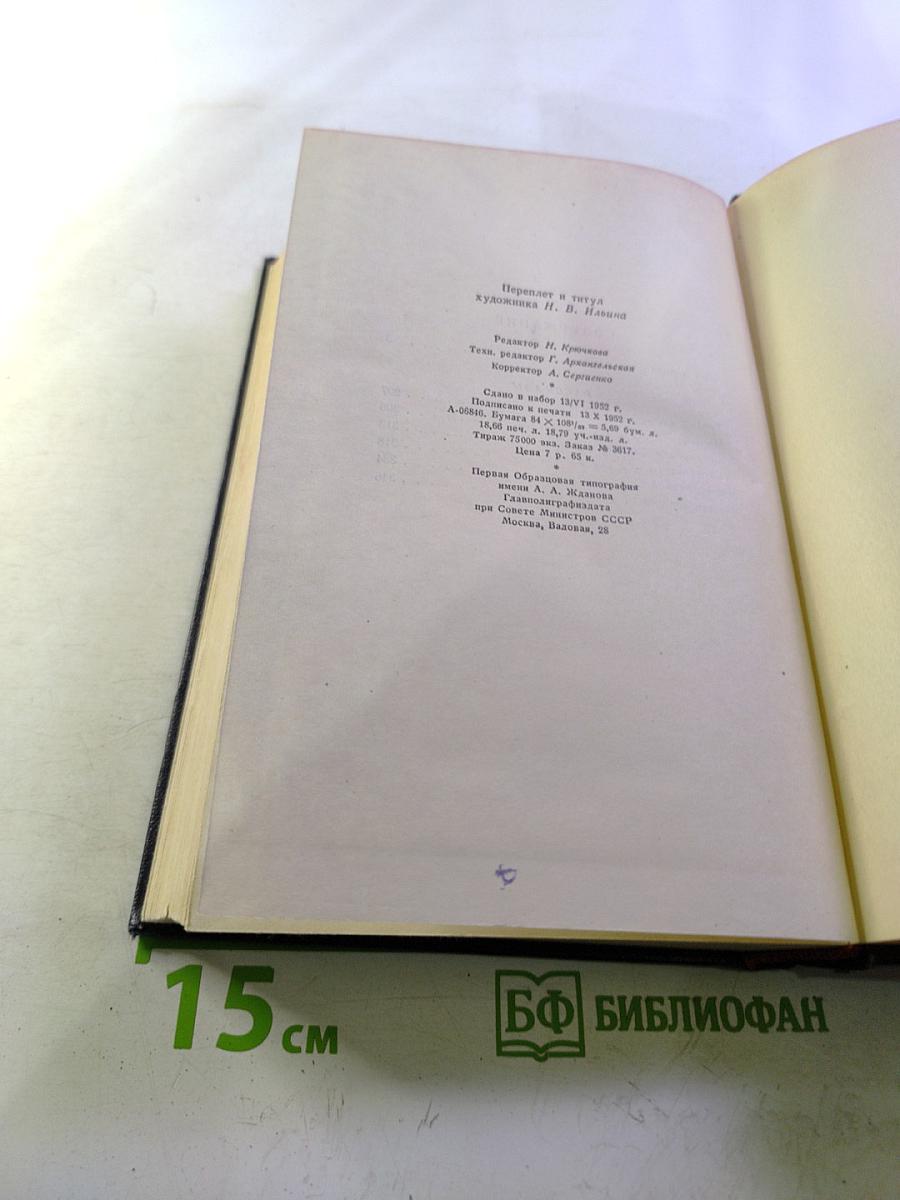 Переплет и титул
художника Н. В. Ильина
Редактор Н. Крючкова
Техн. редактор Г. Архангельская
Корректор А. Сергиенко
*
Сдано в набор 13/VI 1952 г.
Подписано к печати 13 X 1952 г.
А-06846. Бумага 84 × 108¹/₃₂ = 5,69 бум. л.
18,66 печ. л. 18,79 уч.-изд. л.
Тираж 75000 экз. Заказ № 3617.
Цена 7 р. 65 к.
*
Первая Образцовая типография
имени А. А. Жданова
Главполиграфиздата
при Совете Министров СССР
Москва, Валовая, 28
15 см
БФ БИБЛИОФАН